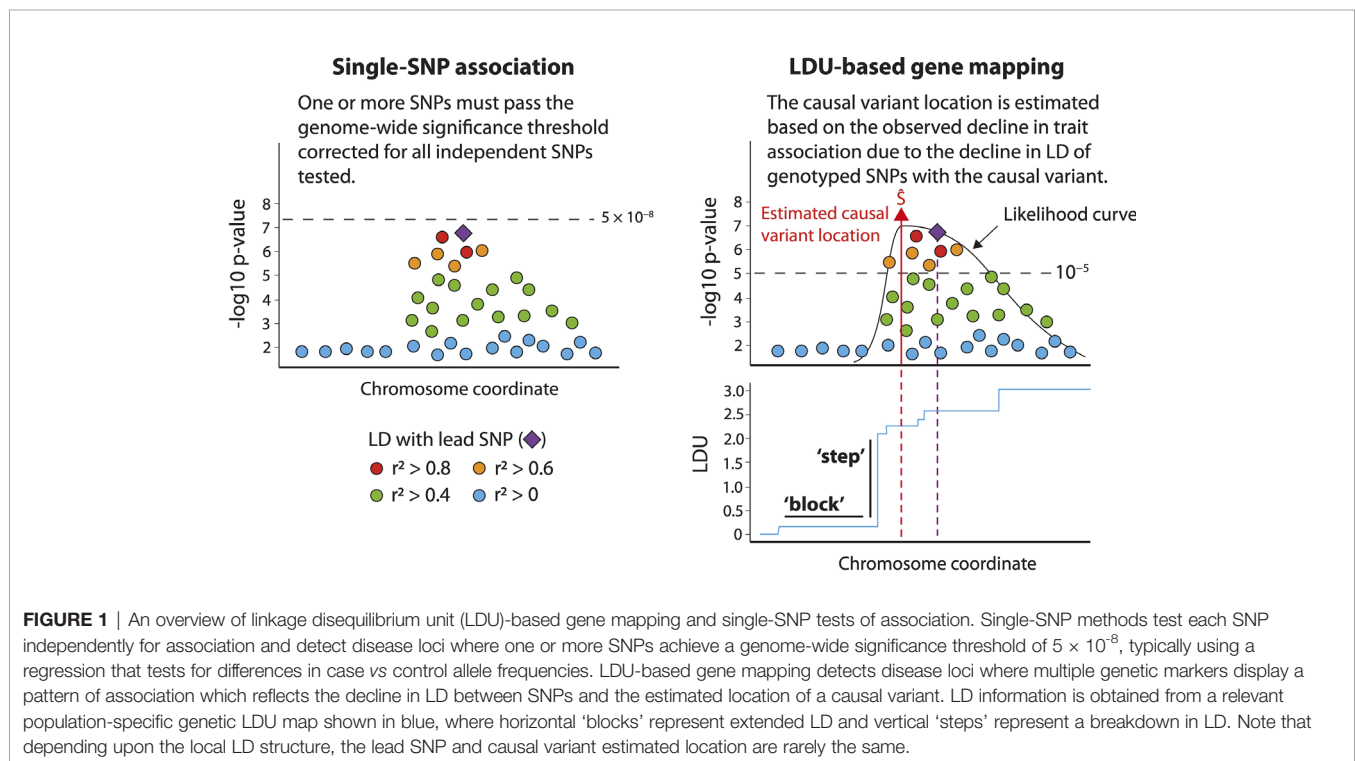 Single-SNP association
One or more SNPs must pass the
genome-wide significance threshold
corrected for all independent SNPs
tested.
-log10 p-value
8
7
6
5
4
3
2
5 × 10⁻⁸
Chromosome coordinate
LD with lead SNP ( )
r² > 0.8
r² > 0.6
r² > 0.4
r² > 0
LDU-based gene mapping
The causal variant location is estimated
based on the observed decline in trait
association due to the decline in LD of
genotyped SNPs with the causal variant.
-log10 p-value
8
7
6
5
4
3
2
Ŝ
Estimated causal
variant location
Likelihood curve
10⁻⁵
LDU
3.0
2.5
2.0
1.5
1.0
0.5
0
‘step’
‘block’
Chromosome coordinate
FIGURE 1 | An overview of linkage disequilibrium unit (LDU)-based gene mapping and single-SNP tests of association. Single-SNP methods test each SNP
independently for association and detect disease loci where one or more SNPs achieve a genome-wide significance threshold of 5 × 10⁻⁸, typically using a
regression that tests for differences in case vs control allele frequencies. LDU-based gene mapping detects disease loci where multiple genetic markers display a
pattern of association which reflects the decline in LD between SNPs and the estimated location of a causal variant. LD information is obtained from a relevant
population-specific genetic LDU map shown in blue, where horizontal ‘blocks’ represent extended LD and vertical ‘steps’ represent a breakdown in LD. Note that
depending upon the local LD structure, the lead SNP and causal variant estimated location are rarely the same.